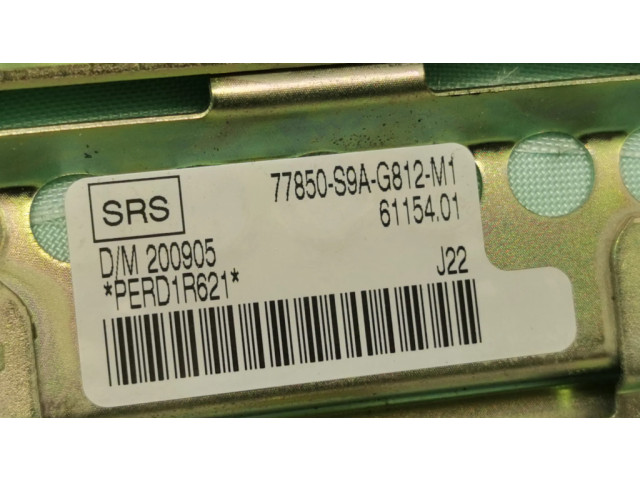 SRS
77850-S9A-G812-M1
61154.01
D/M 200905
*PERD1R621*
J22